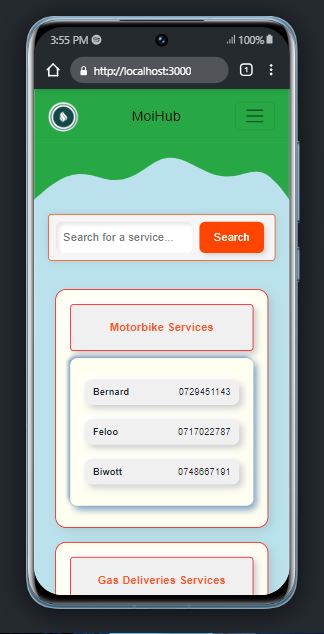 3:55 PM 100%
http://localhost:3000 1
MoiHub
Search for a service... Search
Motorbike Services
Bernard 0729451143
Feloo 0717022787
Biwott 0748667191
Gas Deliveries Services